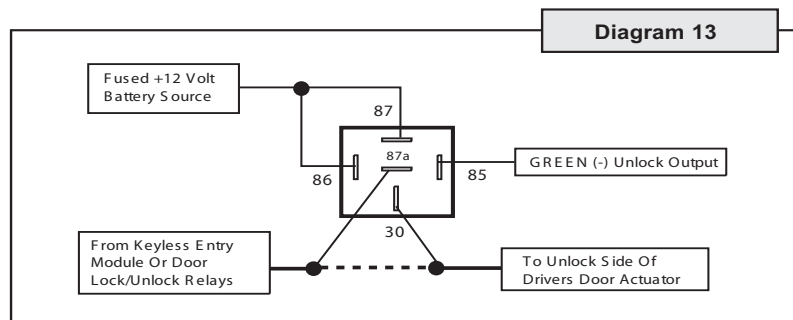 Diagram 13
Fused +12 Volt
Battery Source
87
87a
86
85
GREEN (-) Unlock Output
30
From Keyless Entry
Module Or Door
Lock/Unlock Relays
To Unlock Side Of
Drivers Door Actuator